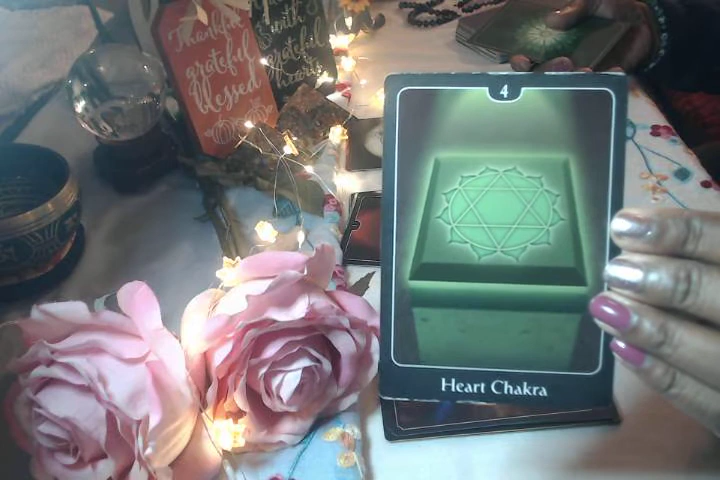 Thankful
grateful
blessed
with
grateful
hearts
4
Heart Chakra